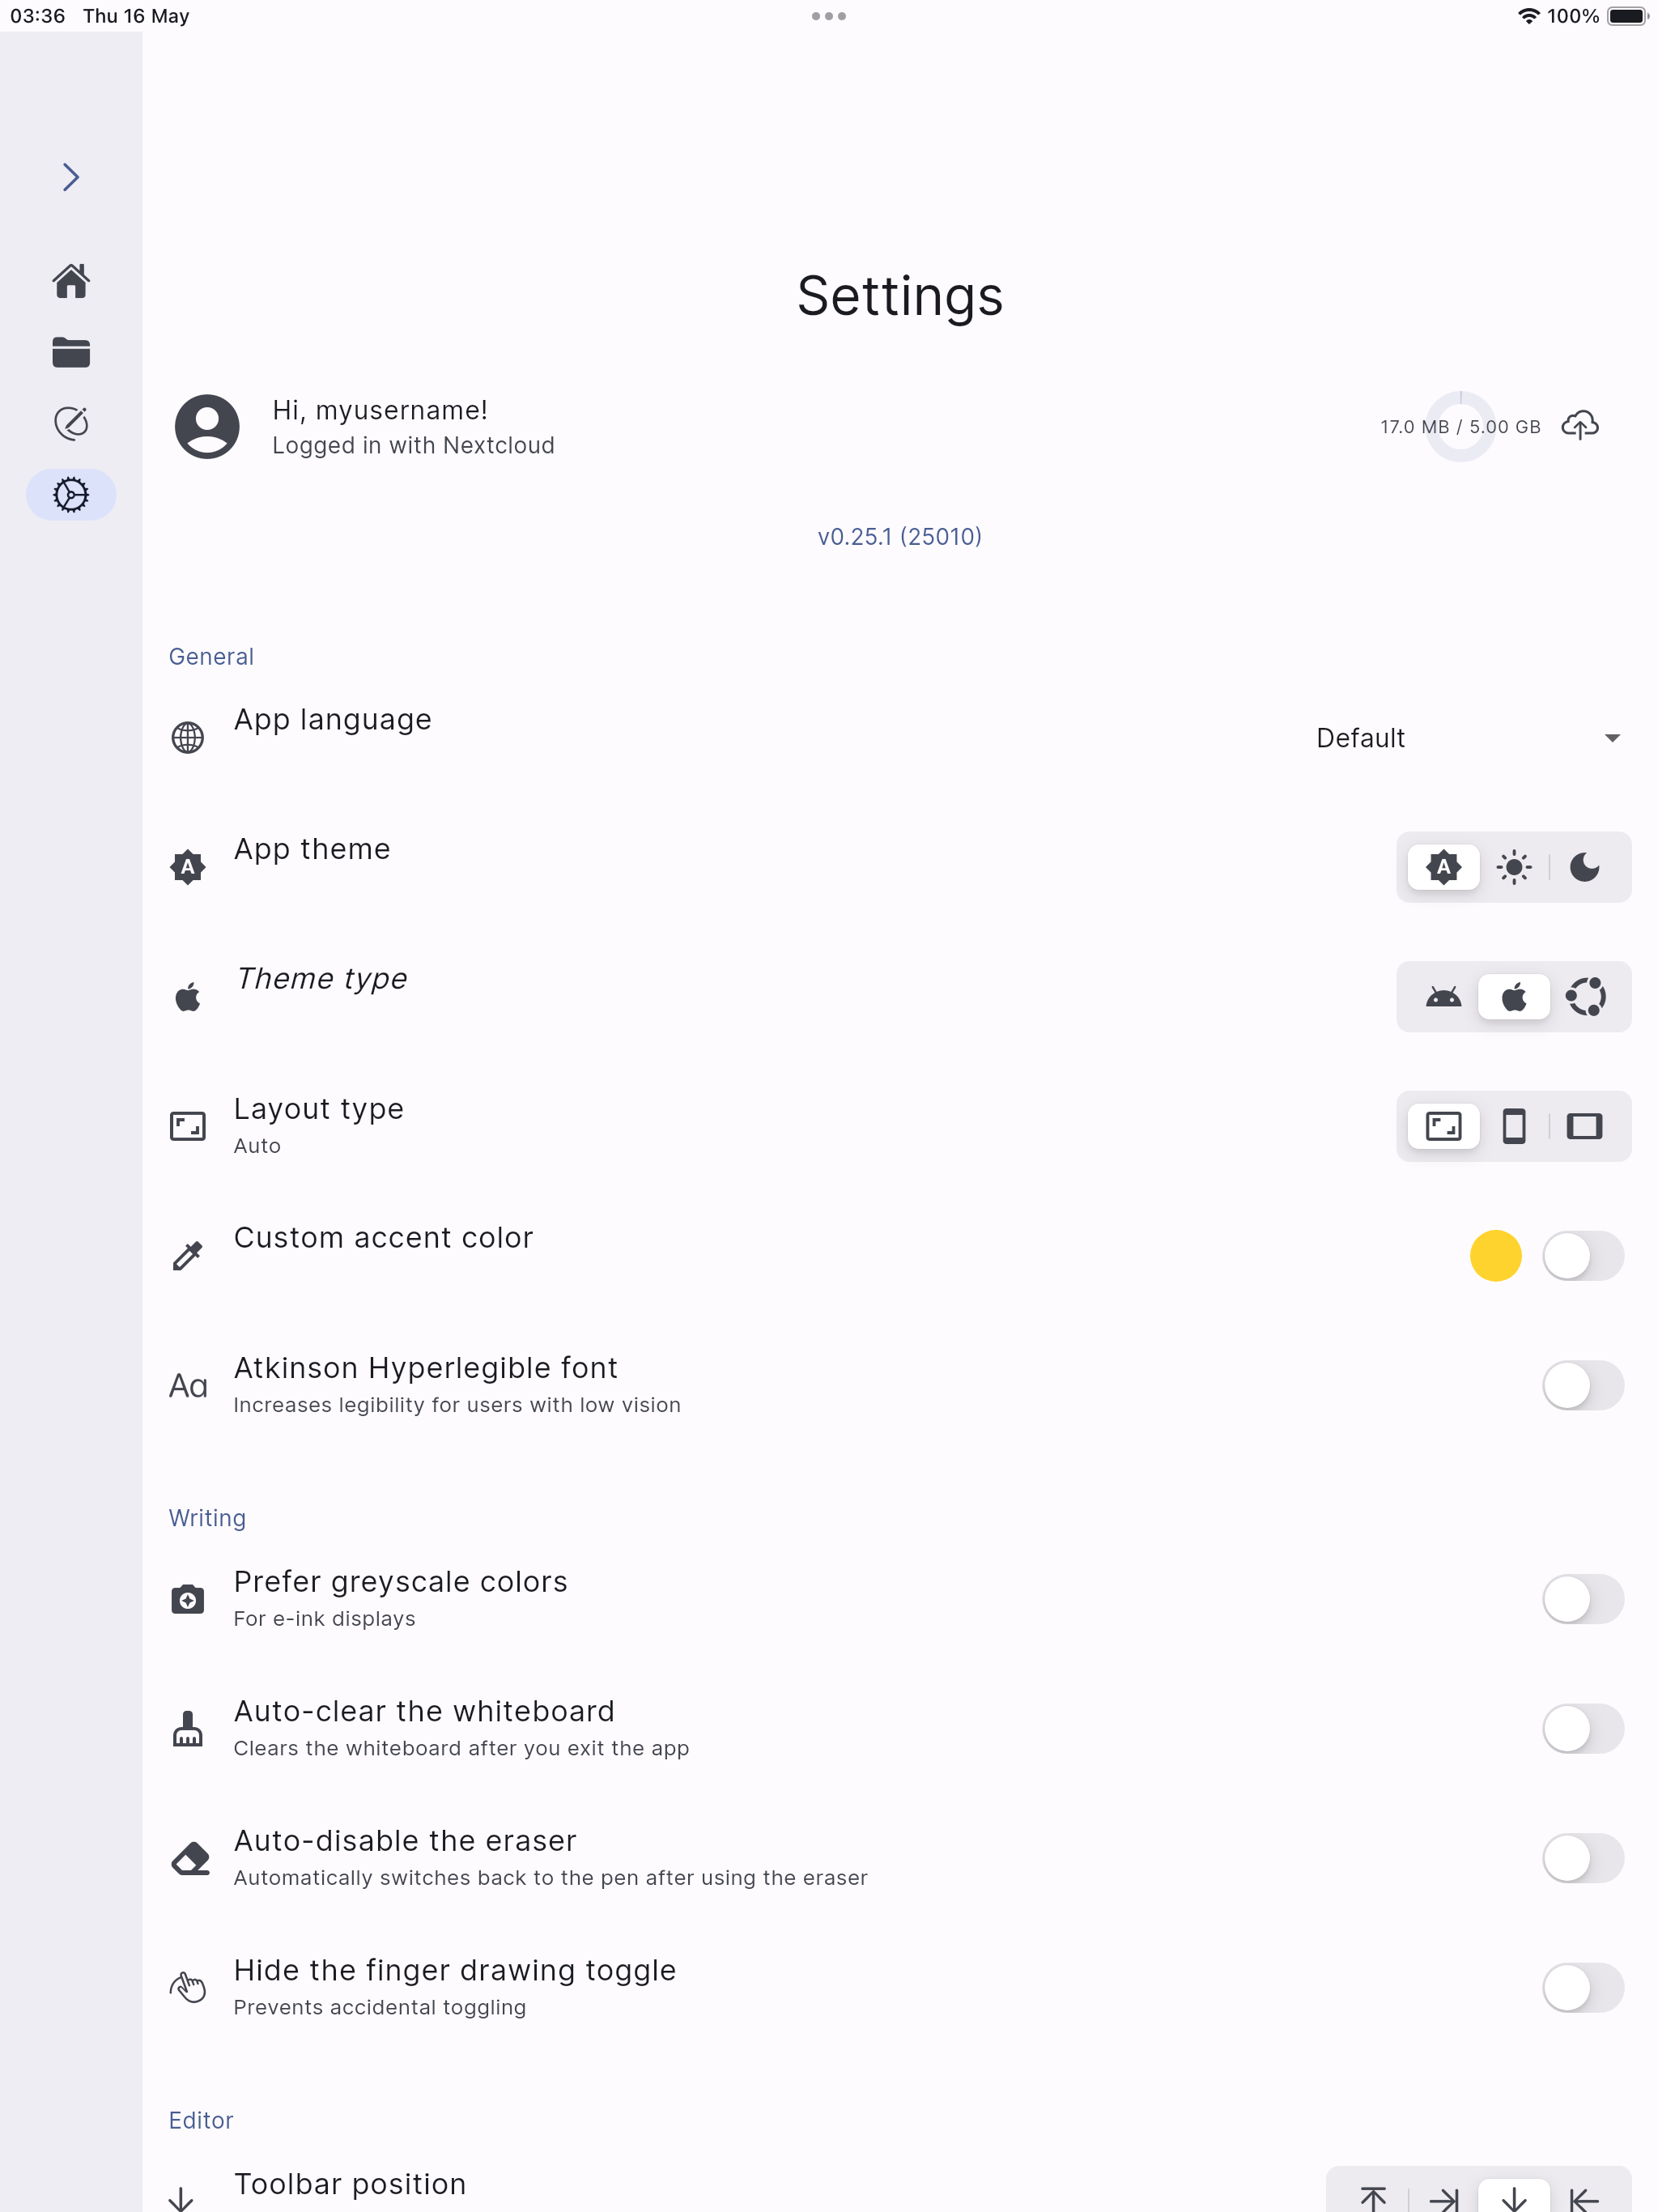 03:36 Thu 16 May
100%
Settings
Hi, myusername!
Logged in with Nextcloud
17.0 MB / 5.00 GB
v0.25.1 (25010)
General
App language
Default
App theme
A
A
Theme type
Layout type
Auto
Custom accent color
Aa
Atkinson Hyperlegible font
Increases legibility for users with low vision
Writing
Prefer greyscale colors
For e-ink displays
Auto-clear the whiteboard
Clears the whiteboard after you exit the app
Auto-disable the eraser
Automatically switches back to the pen after using the eraser
Hide the finger drawing toggle
Prevents accidental toggling
Editor
Toolbar position